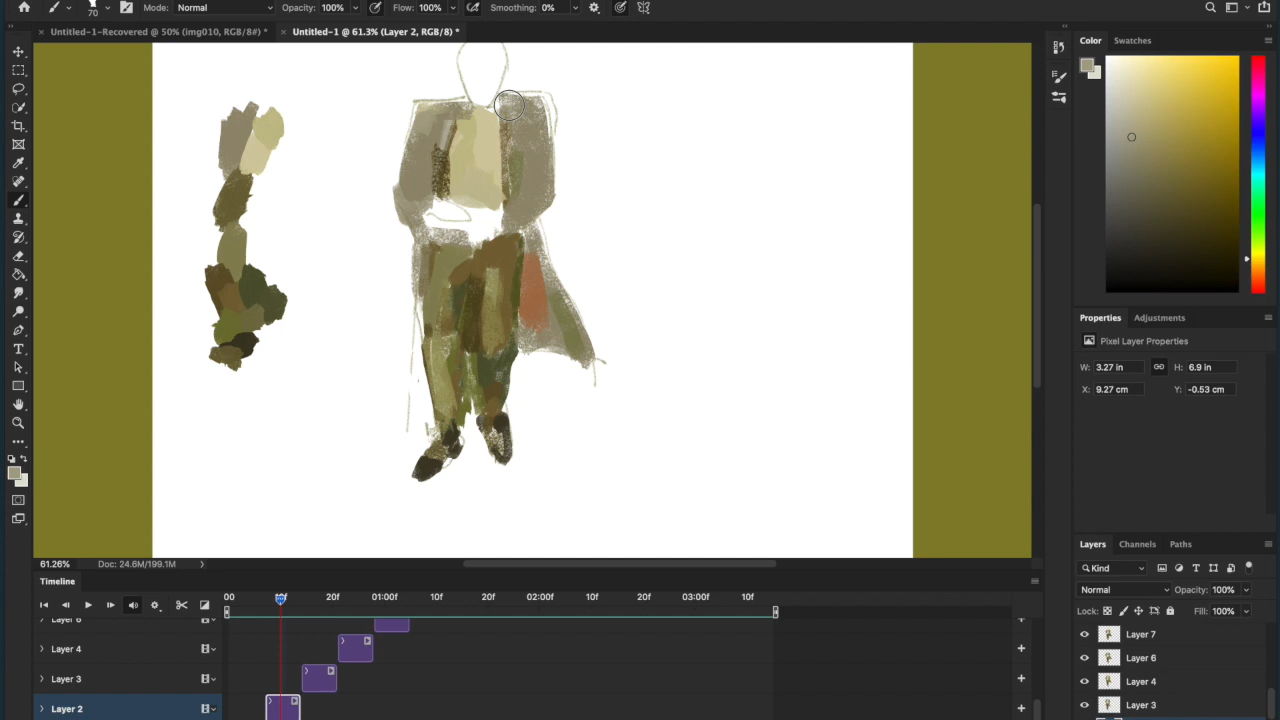 70 Mode: Normal Opacity: 100% Flow: 100% Smoothing: 0%
× Untitled-1-Recovered @ 50% (img010, RGB/8#) * × Untitled-1 @ 61.3% (Layer 2, RGB/8) *
Color Swatches
Properties Adjustments
Pixel Layer Properties
W: 3.27 in H: 6.9 in
X: 9.27 cm Y: -0.53 cm
Layers Channels Paths
Kind
Normal Opacity: 100%
Lock: Fill: 100%
Layer 7
Layer 6
Layer 4
Layer 3
61.26% Doc: 24.6M/199.1M
Timeline
00 20f 01:00f 10f 20f 02:00f 10f 20f 03:00f 10f
Layer 6
Layer 4
Layer 3
Layer 2